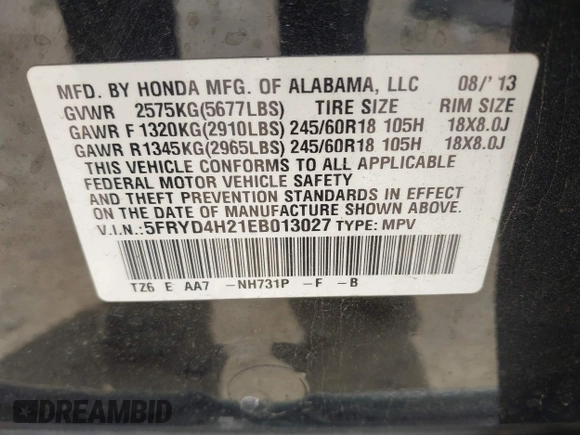 MFD. BY HONDA MFG. OF ALABAMA, LLC 08/'13
GVWR 2575KG(5677LBS) TIRE SIZE RIM SIZE
GAWR F 1320KG(2910LBS) 245/60R18 105H 18X8.0J
GAWR R1345KG(2965LBS) 245/60R18 105H 18X8.0J
THIS VEHICLE CONFORMS TO ALL APPLICABLE
FEDERAL MOTOR VEHICLE SAFETY
AND THEFT PREVENTION STANDARDS IN EFFECT
ON THE DATE OF MANUFACTURE SHOWN ABOVE.
V.I.N.:5FRYD4H21EB013027 TYPE: MPV
TZ6 E AA7 -NH731P -F -B
DREAMBID